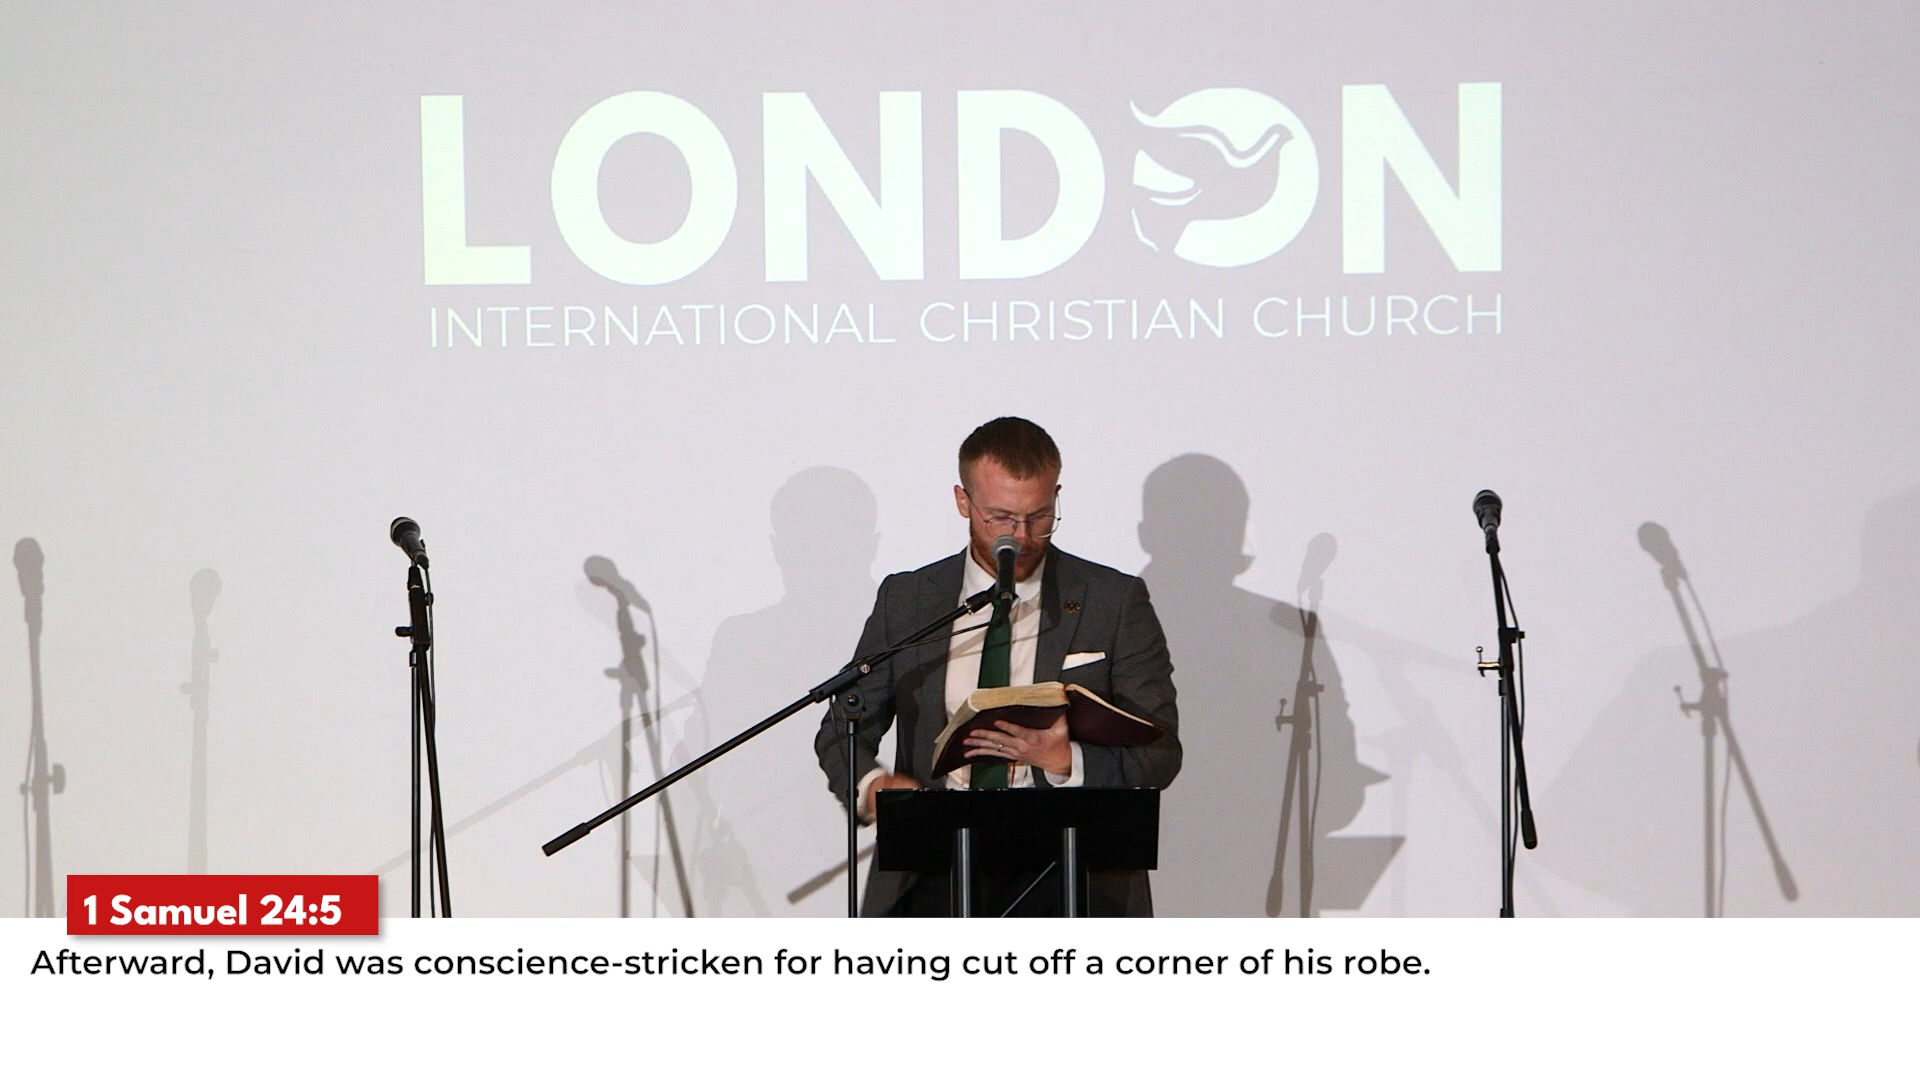 LONDON
INTERNATIONAL CHRISTIAN CHURCH
1 Samuel 24:5
Afterward, David was conscience-stricken for having cut off a corner of his robe.